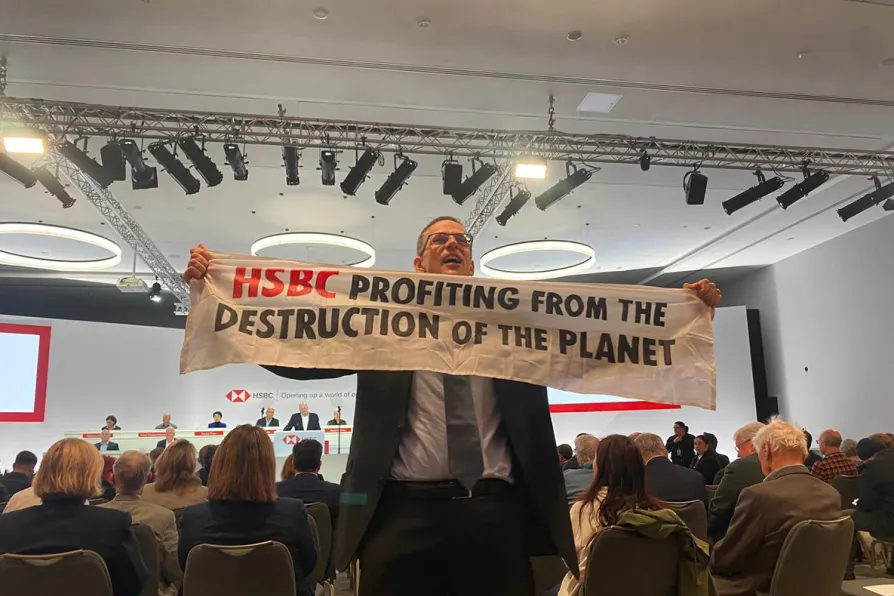 HSBC PROFITING FROM THE
DESTRUCTION OF THE PLANET
HSBC
Opening up a world of